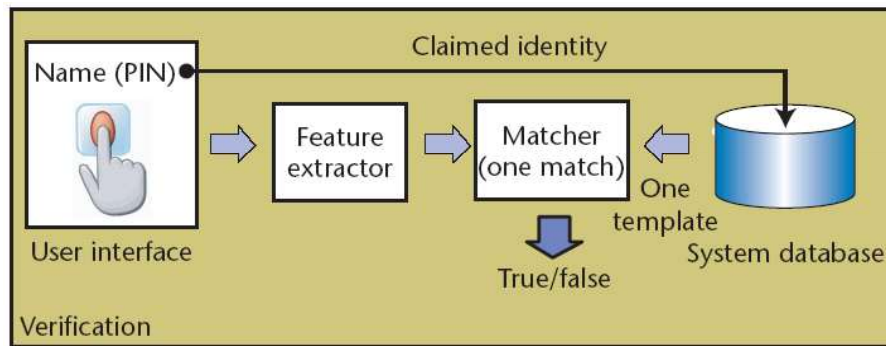 Claimed identity
Name (PIN)
Feature
extractor
Matcher
(one match)
One
template
User interface
System database
True/false
Verification